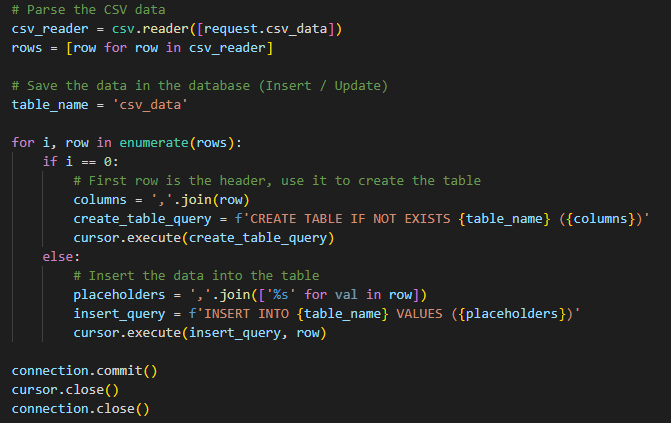 # Parse the CSV data
csv_reader = csv.reader([request.csv_data])
rows = [row for row in csv_reader]
# Save the data in the database (Insert / Update)
table_name = 'csv_data'
for i, row in enumerate(rows):
if i == 0:
# First row is the header, use it to create the table
columns = ','.join(row)
create_table_query = f'CREATE TABLE IF NOT EXISTS {table_name} ({columns})'
cursor.execute(create_table_query)
else:
# Insert the data into the table
placeholders = ','.join(['%s' for val in row])
insert_query = f'INSERT INTO {table_name} VALUES ({placeholders})'
cursor.execute(insert_query, row)
connection.commit()
cursor.close()
connection.close()